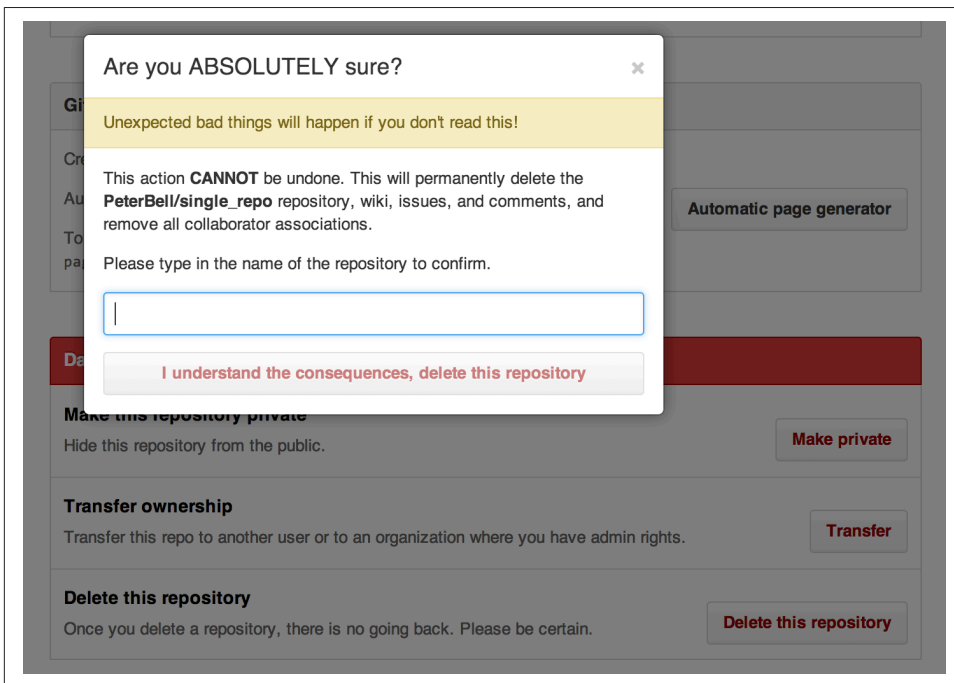 Are you ABSOLUTELY sure?
×
Unexpected bad things will happen if you don't read this!
This action CANNOT be undone. This will permanently delete the
PeterBell/single_repo repository, wiki, issues, and comments, and
remove all collaborator associations.
Please type in the name of the repository to confirm.
I understand the consequences, delete this repository
Automatic page generator
Make this repository private
Hide this repository from the public.
Make private
Transfer ownership
Transfer this repo to another user or to an organization where you have admin rights.
Transfer
Delete this repository
Once you delete a repository, there is no going back. Please be certain.
Delete this repository